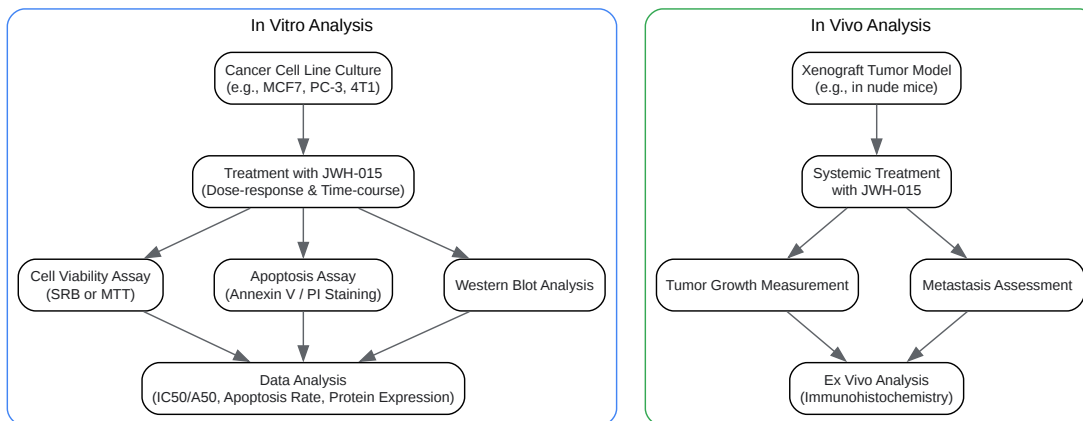 In Vitro Analysis
Cancer Cell Line Culture
(e.g., MCF7, PC-3, 4T1)
Treatment with JWH-015
(Dose-response & Time-course)
Cell Viability Assay
(SRB or MTT)
Apoptosis Assay
(Annexin V / PI Staining)
Western Blot Analysis
Data Analysis
(IC50/A50, Apoptosis Rate, Protein Expression)
In Vivo Analysis
Xenograft Tumor Model
(e.g., in nude mice)
Systemic Treatment
with JWH-015
Tumor Growth Measurement
Metastasis Assessment
Ex Vivo Analysis
(Immunohistochemistry)